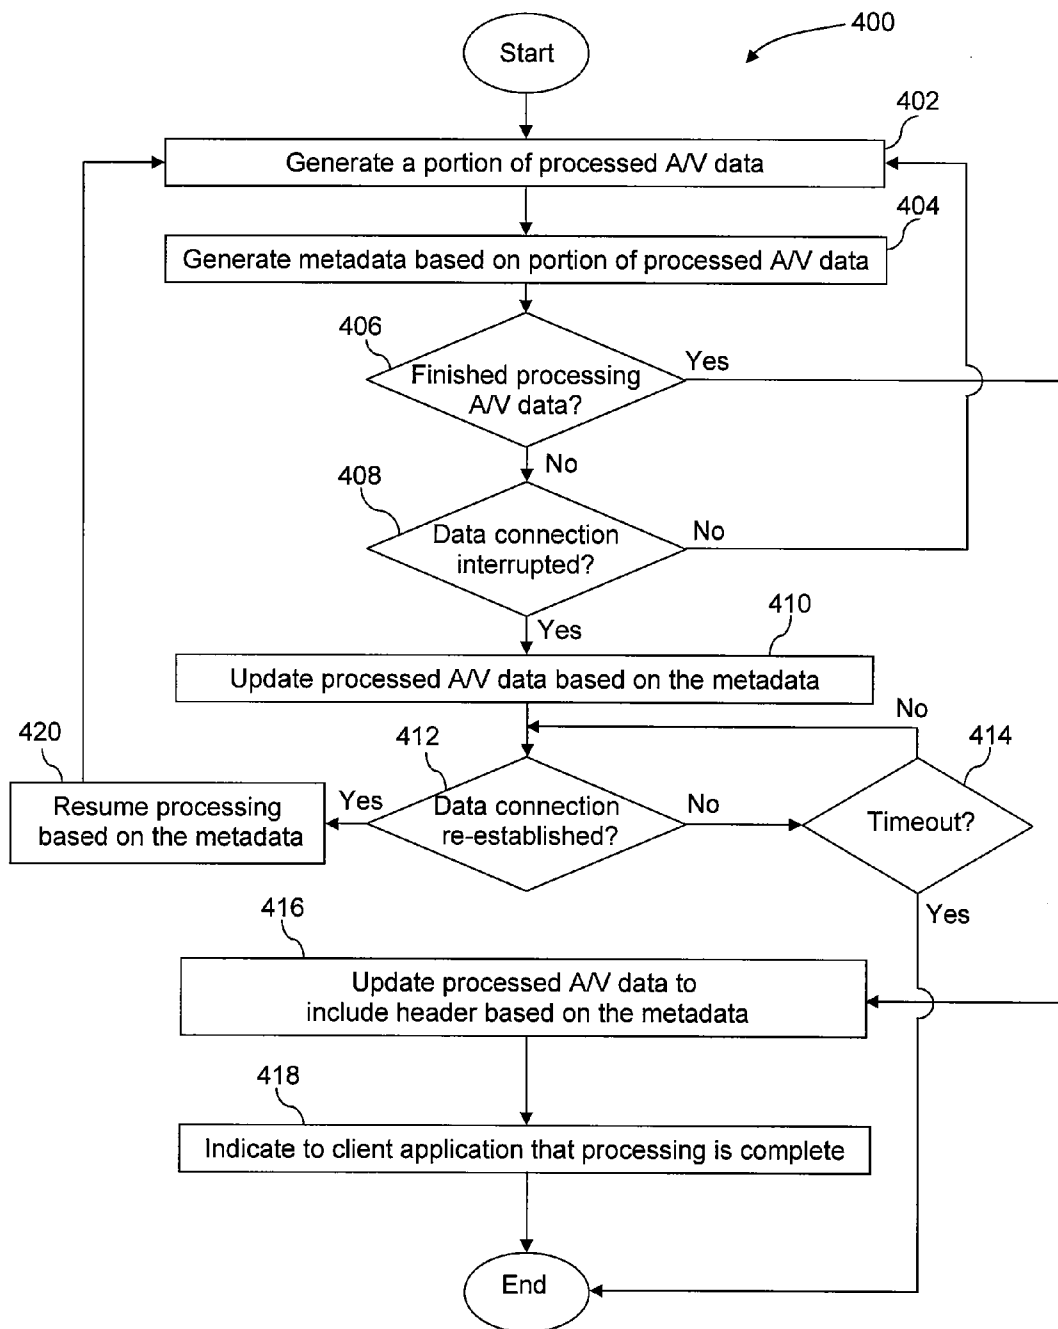 400
Start
402
Generate a portion of processed A/V data
404
Generate metadata based on portion of processed A/V data
406
Finished processing
A/V data?
Yes
No
408
Data connection
interrupted?
No
Yes
410
Update processed A/V data based on the metadata
No
420
412
414
Resume processing
based on the metadata
Yes
Data connection
re-established?
No
Timeout?
Yes
416
Update processed A/V data to
include header based on the metadata
418
Indicate to client application that processing is complete
End